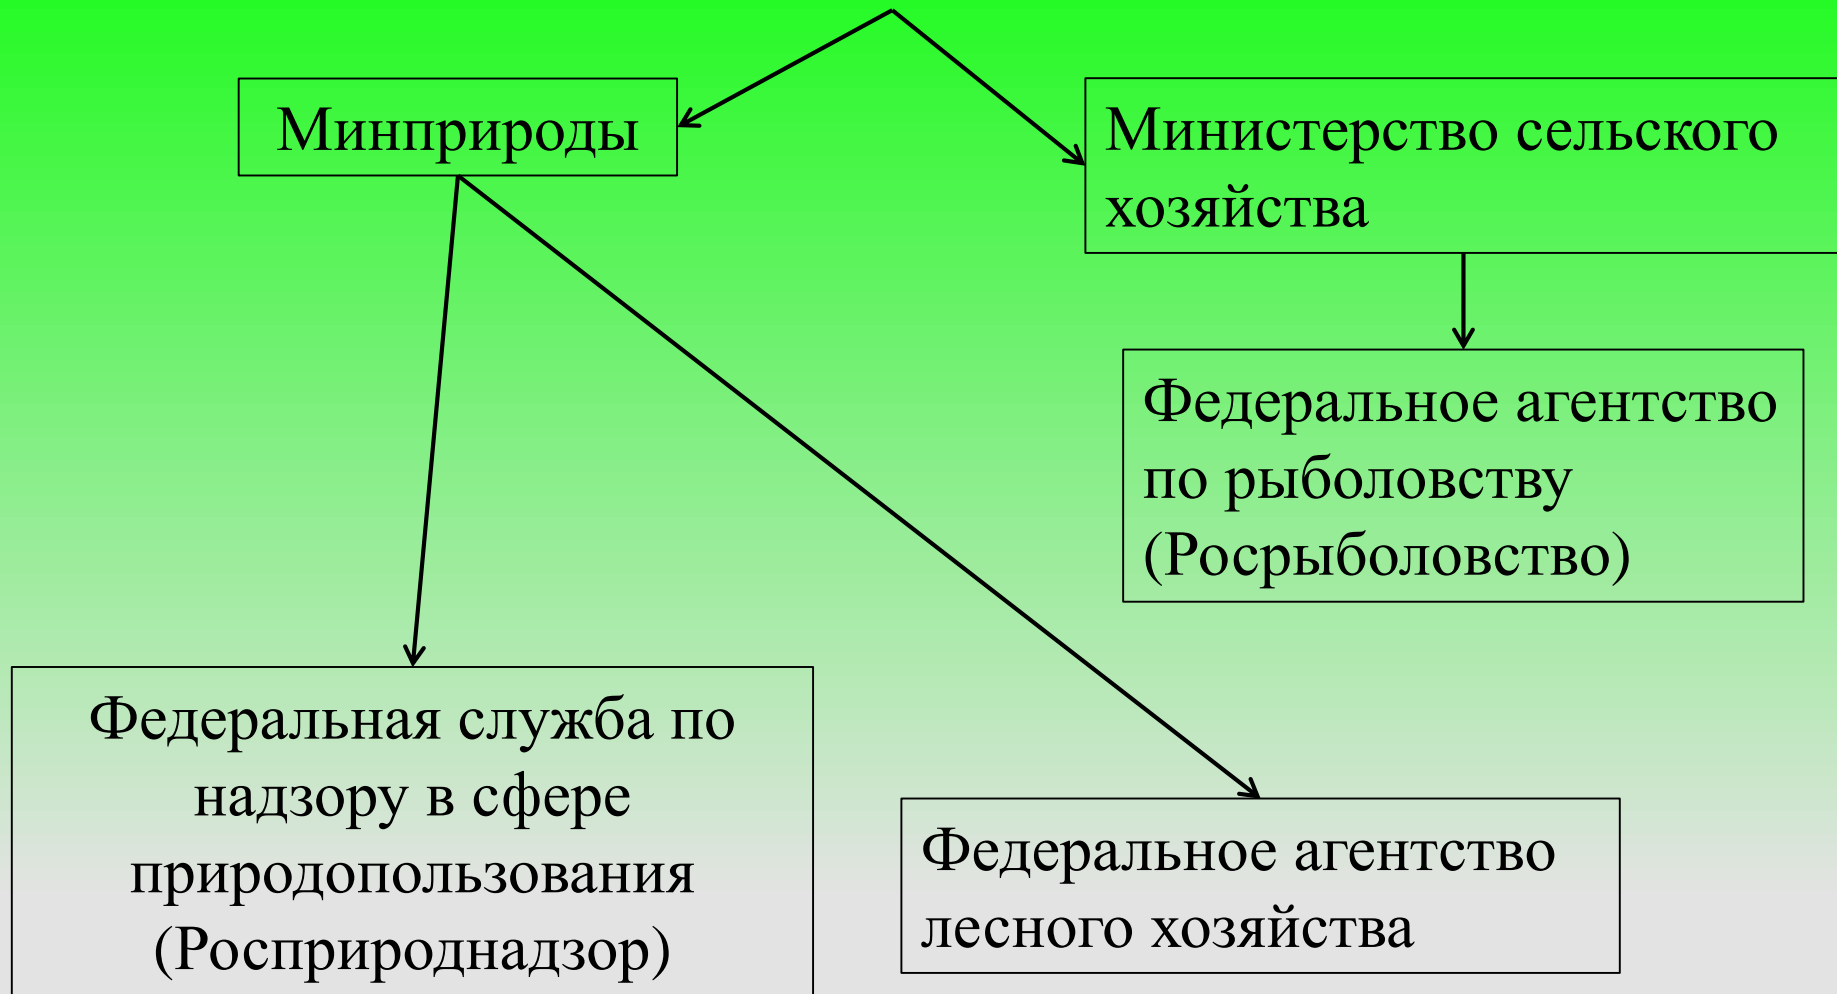 Минприроды
Министерство сельского
хозяйства
Федеральное агентство
по рыболовству
(Росрыболовство)
Федеральная служба по
надзору в сфере
природопользования
(Росприроднадзор)
Федеральное агентство
лесного хозяйства